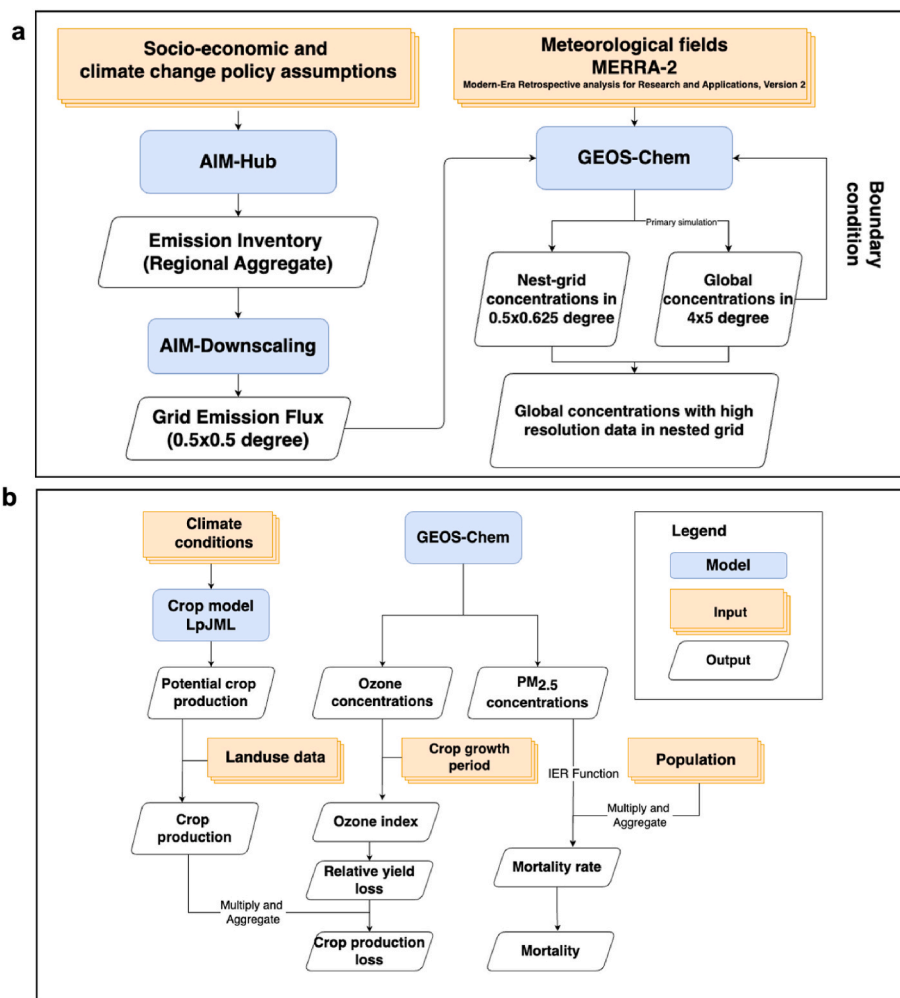 a
Socio-economic and
climate change policy assumptions
Meteorological fields
MERRA-2
Modern-Era Retrospective analysis for Research and Applications, Version 2
AIM-Hub
GEOS-Chem
Boundary
condition
Emission Inventory
(Regional Aggregate)
Primary simulation
Nest-grid
concentrations in
0.5x0.625 degree
Global
concentrations in
4x5 degree
AIM-Downscaling
Grid Emission Flux
(0.5x0.5 degree)
Global concentrations with high
resolution data in nested grid
b
Climate
conditions
GEOS-Chem
Legend
Model
Input
Output
Crop model
LpJML
Potential crop
production
Ozone
concentrations
PM2.5
concentrations
Landuse data
Crop growth
period
IER Function
Population
Multiply and
Aggregate
Crop
production
Ozone index
Relative yield
loss
Mortality rate
Multiply and
Aggregate
Crop production
loss
Mortality